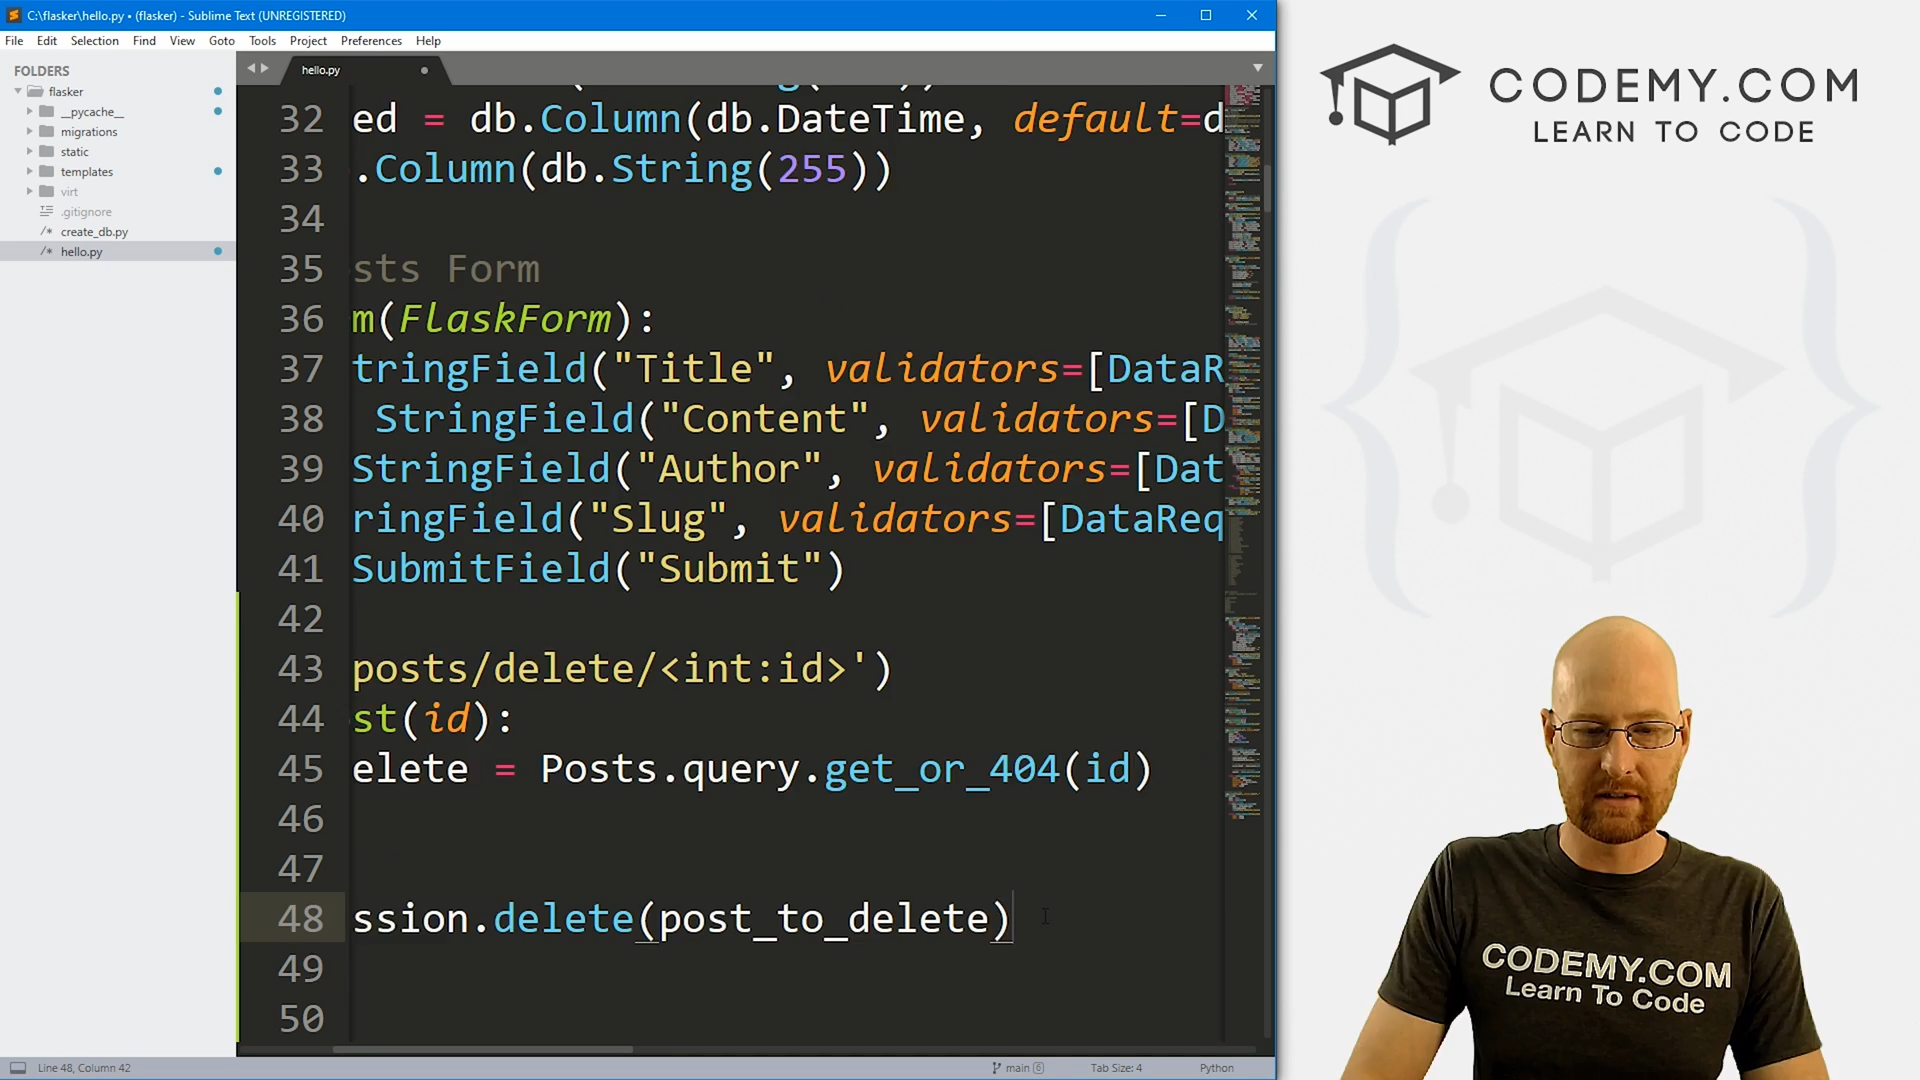 C:\flasker\hello.py • (flasker) - Sublime Text (UNREGISTERED)
File Edit Selection Find View Goto Tools Project Preferences Help
FOLDERS
flasker
__pycache__
migrations
static
templates
virt
.gitignore
create_db.py
hello.py
hello.py
32 ed = db.Column(db.DateTime, default=d
33 .Column(db.String(255))
34
35 sts Form
36 m(FlaskForm):
37 tringField("Title", validators=[DataR
38 StringField("Content", validators=[D
39 StringField("Author", validators=[Dat
40 ringField("Slug", validators=[DataReq
41 SubmitField("Submit")
42
43 posts/delete/<int:id>')
44 st(id):
45 elete = Posts.query.get_or_404(id)
46
47
48 ssion.delete(post_to_delete)
49
50
Line 48, Column 42
main 6
Tab Size: 4
Python
CODEMY.COM
LEARN TO CODE
CODEMY.COM
Learn To Code